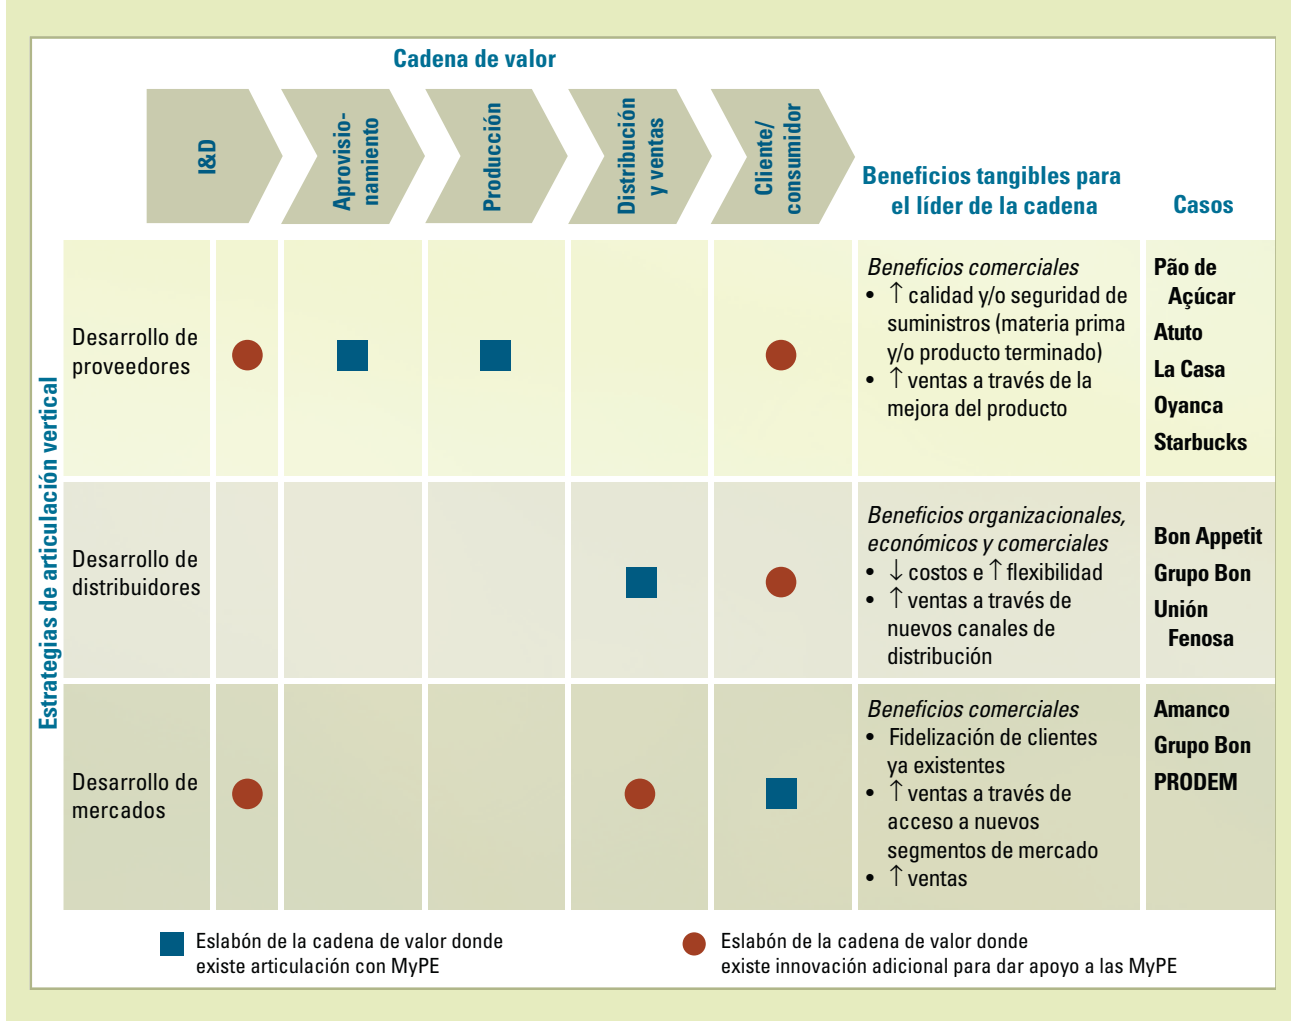 Cadena de valor
I&D
Aprovisio-
namiento
Producción
Distribución
y ventas
Cliente/
consumidor
Beneficios tangibles para
el líder de la cadena
Casos
Estrategias de articulación vertical
Desarrollo de
proveedores
Beneficios comerciales
• ↑ calidad y/o seguridad de
suministros (materia prima
y/o producto terminado)
• ↑ ventas a través de la
mejora del producto
Pão de
Açúcar
Atuto
La Casa
Oyanca
Starbucks
Desarrollo de
distribuidores
Beneficios organizacionales,
económicos y comerciales
• ↓ costos e ↑ flexibilidad
• ↑ ventas a través de
nuevos canales de
distribución
Bon Appetit
Grupo Bon
Unión
Fenosa
Desarrollo de
mercados
Beneficios comerciales
• Fidelización de clientes
ya existentes
• ↑ ventas a través de
acceso a nuevos
segmentos de mercado
• ↑ ventas
Amanco
Grupo Bon
PRODEM
Eslabón de la cadena de valor donde
existe articulación con MyPE
Eslabón de la cadena de valor donde
existe innovación adicional para dar apoyo a las MyPE